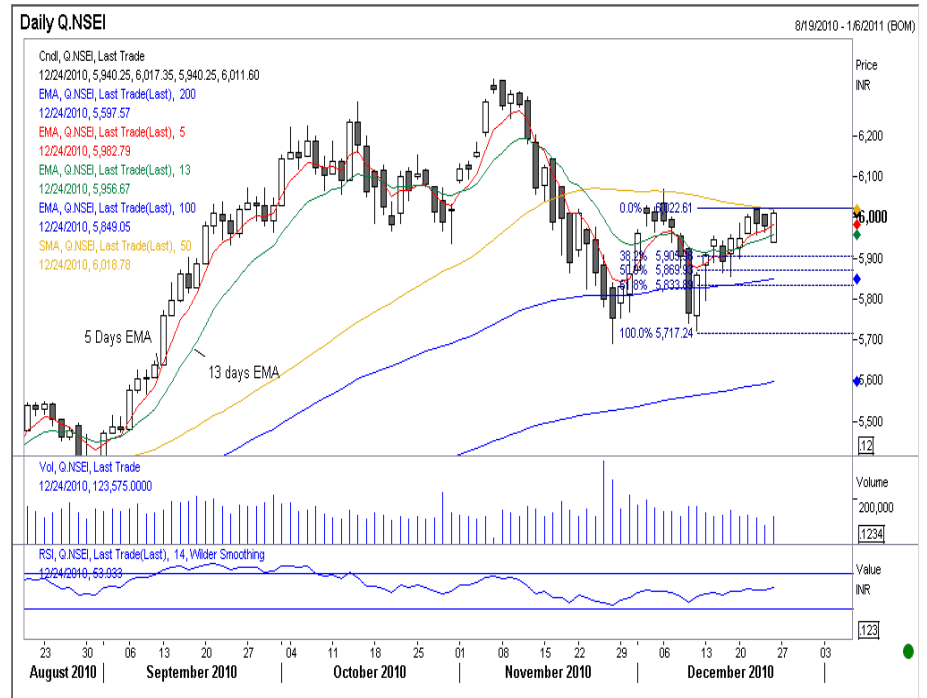 Daily Q.NSEI
8/19/2010 - 1/6/2011 (BOM)
Cndl, Q.NSEI, Last Trade
12/24/2010, 5,940.25, 6,017.35, 5,940.25, 6,011.60
EMA, Q.NSEI, Last Trade(Last), 200
12/24/2010, 5,597.57
EMA, Q.NSEI, Last Trade(Last), 5
12/24/2010, 5,982.79
EMA, Q.NSEI, Last Trade(Last), 13
12/24/2010, 5,956.67
EMA, Q.NSEI, Last Trade(Last), 100
12/24/2010, 5,849.05
SMA, Q.NSEI, Last Trade(Last), 50
12/24/2010, 6,018.78
Price
INR
6,200
6,100
6,000
5,900
5,800
5,700
5,600
5,500
.12
0.0%
38.2%
50.0% 5,869.93
5,833.89
100.0% 5,717.24
5 Days EMA
13 days EMA
Vol, Q.NSEI, Last Trade
12/24/2010, 123,575.0000
Volume
200,000
.1234
RSI, Q.NSEI, Last Trade(Last), 14, Wilder Smoothing
12/24/2010, 53.933
Value
INR
.123
23 30 06 13 20 27 04 11 18 25 01 08 15 22 29 06 13 20 27 03
August 2010 September 2010 October 2010 November 2010 December 2010